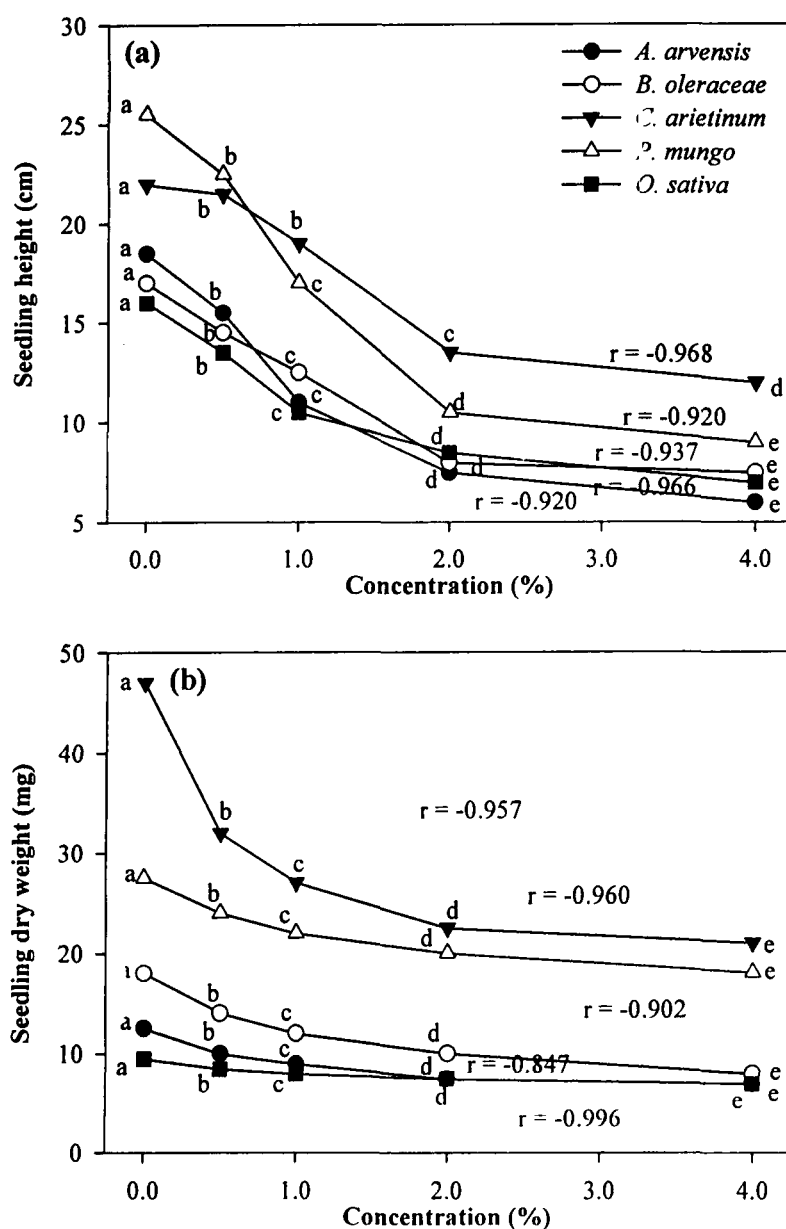 (a)
A. arvensis
B. oleraceae
C. arietinum
P. mungo
O. sativa
Seedling height (cm)
30
25
20
15
10
5
a
b
a
b
b
c
a
a
a
b
b
b
c
c
c
c
d
d
d
d
d
e
e
e
e
r = -0.968
r = -0.920
r = -0.937
r = -0.966
r = -0.920
0.0 1.0 2.0 3.0 4.0
Concentration (%)
(b)
Seedling dry weight (mg)
50
40
30
20
10
0
a
b
c
d
e
a
b
c
d
e
b
c
d
e
a
b
c
d
e
a
b
c
d
e
r = -0.957
r = -0.960
r = -0.902
r = -0.847
r = -0.996
0.0 1.0 2.0 3.0 4.0
Concentration (%)